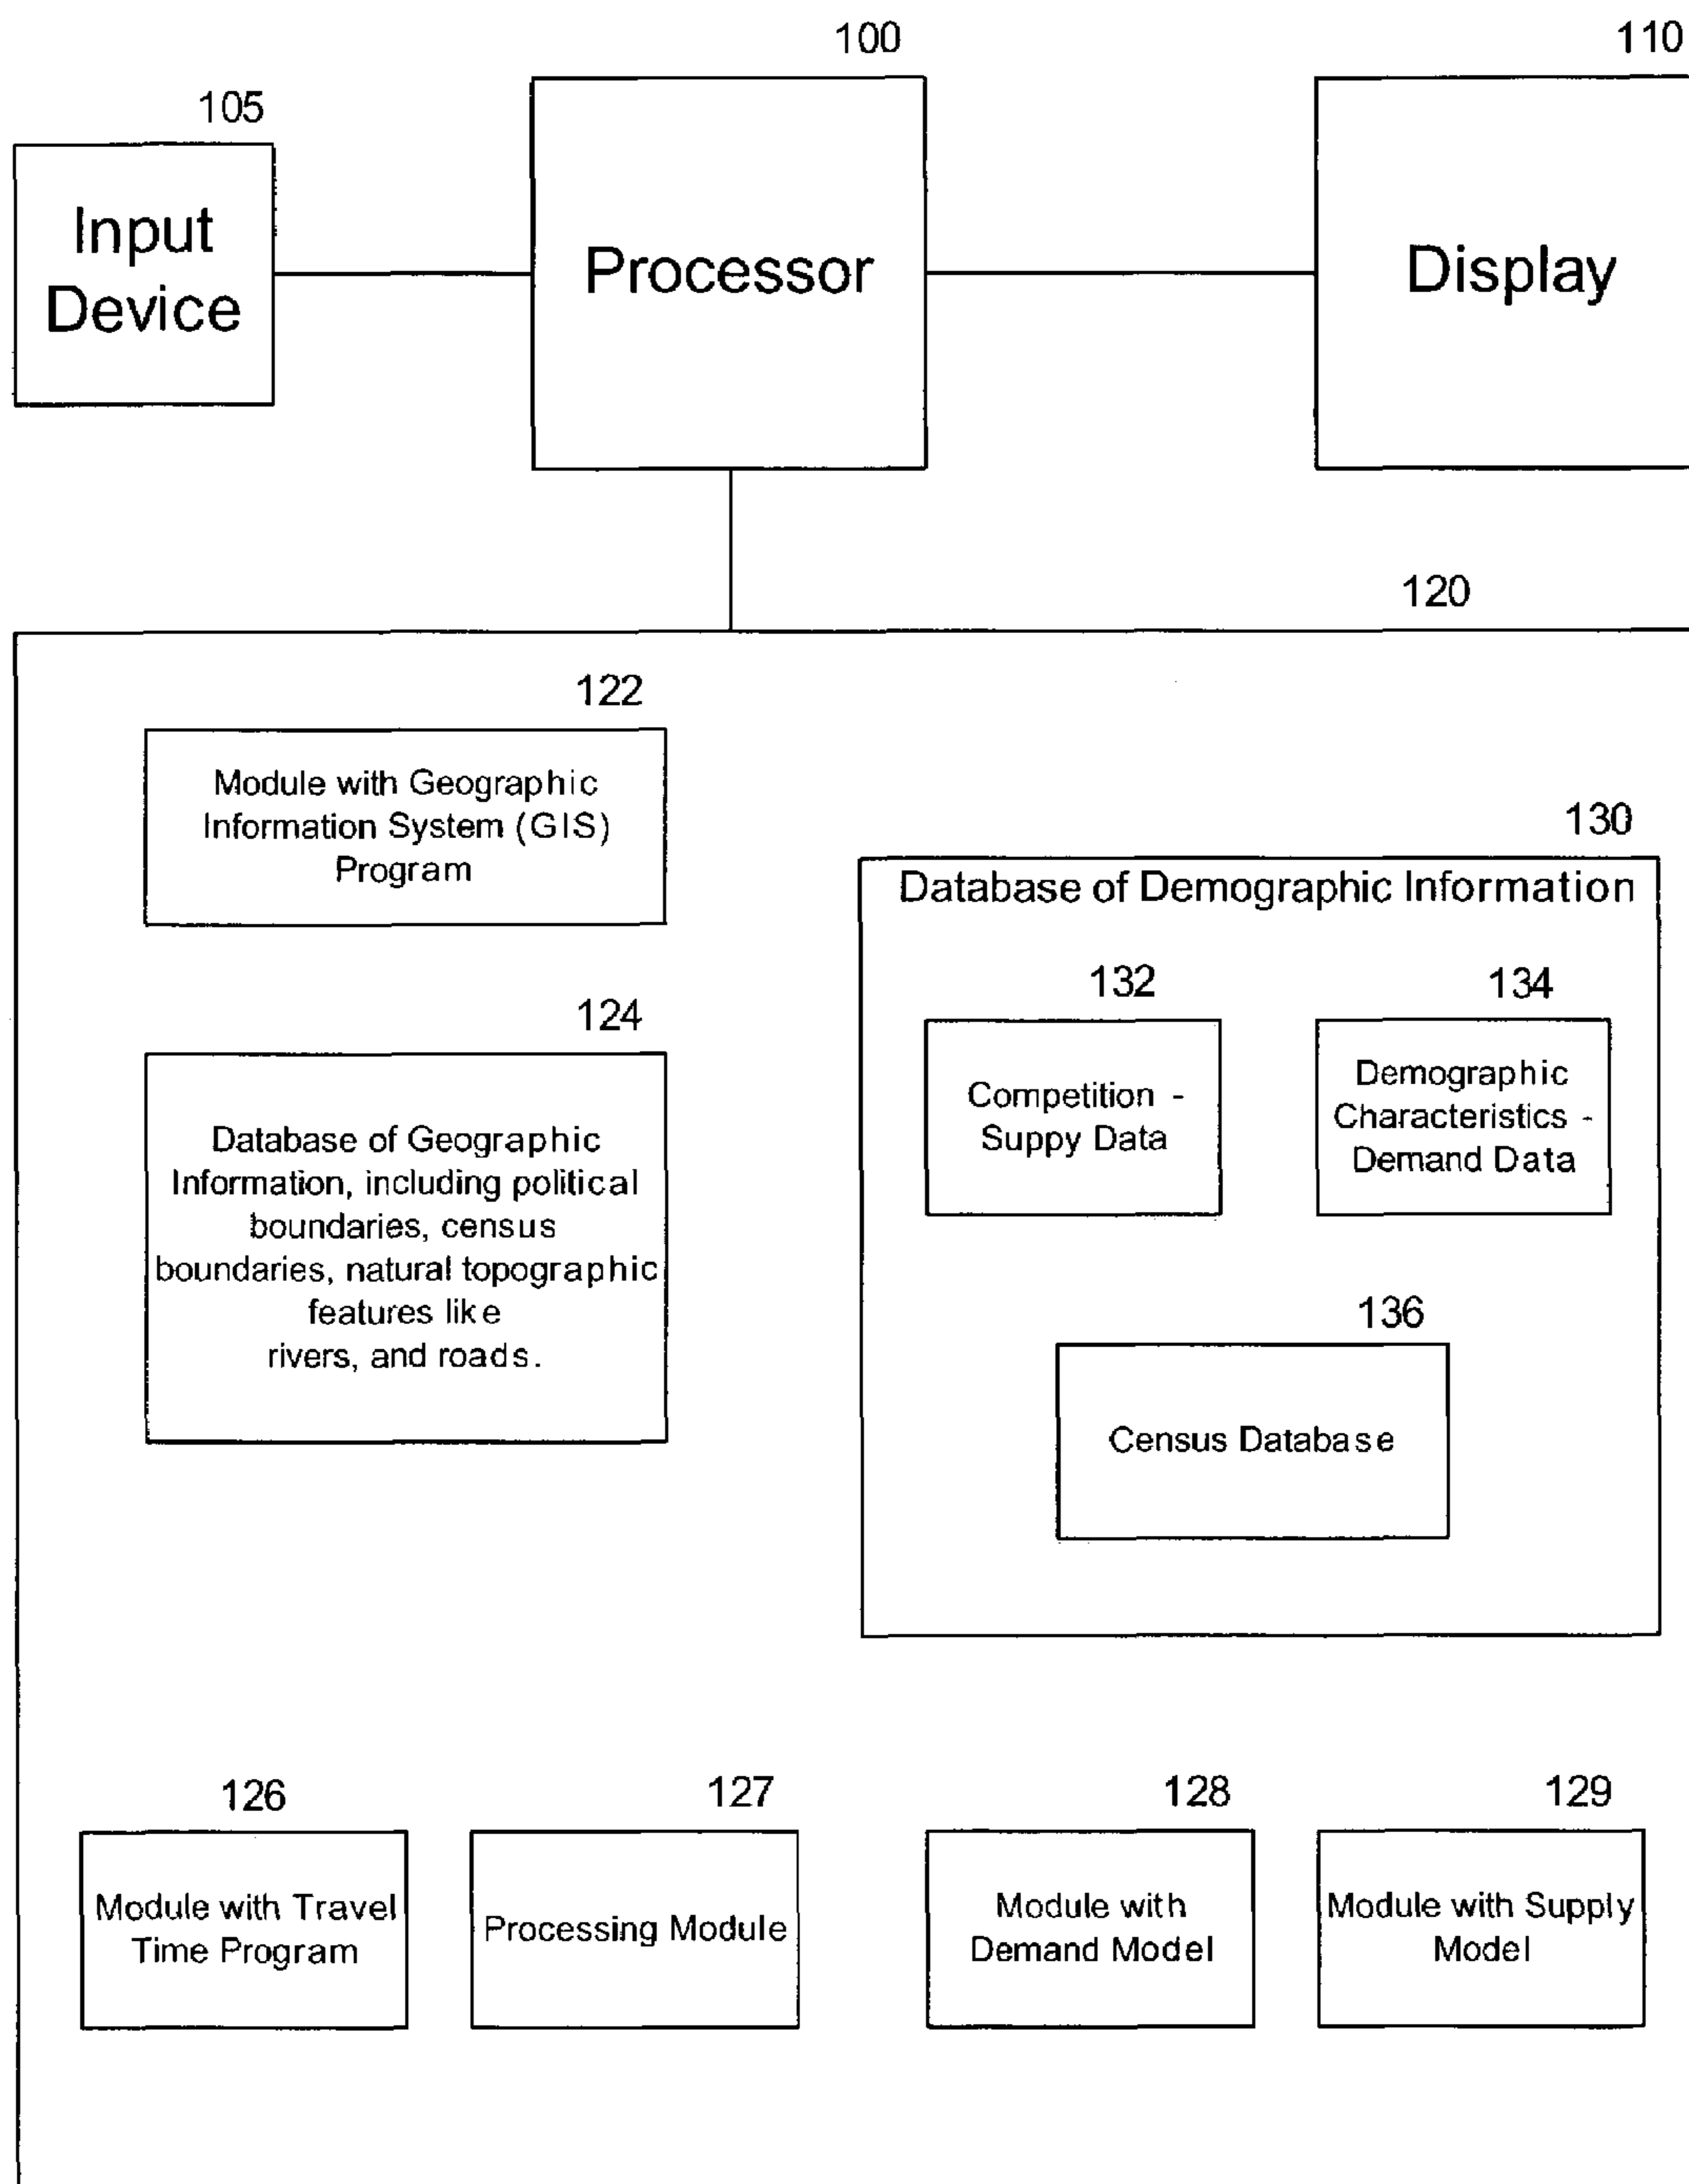 100
110
105
Input
Device
Processor
Display
120
122
Module with Geographic
Information System (GIS)
Program
130
Database of Demographic Information
124
Database of Geographic
Information, including political
boundaries, census
boundaries, natural topographic
features like
rivers, and roads.
132
Competition -
Suppy Data
134
Demographic
Characteristics -
Demand Data
136
Census Database
126
Module with Travel
Time Program
127
Processing Module
128
Module with
Demand Model
129
Module with Supply
Model